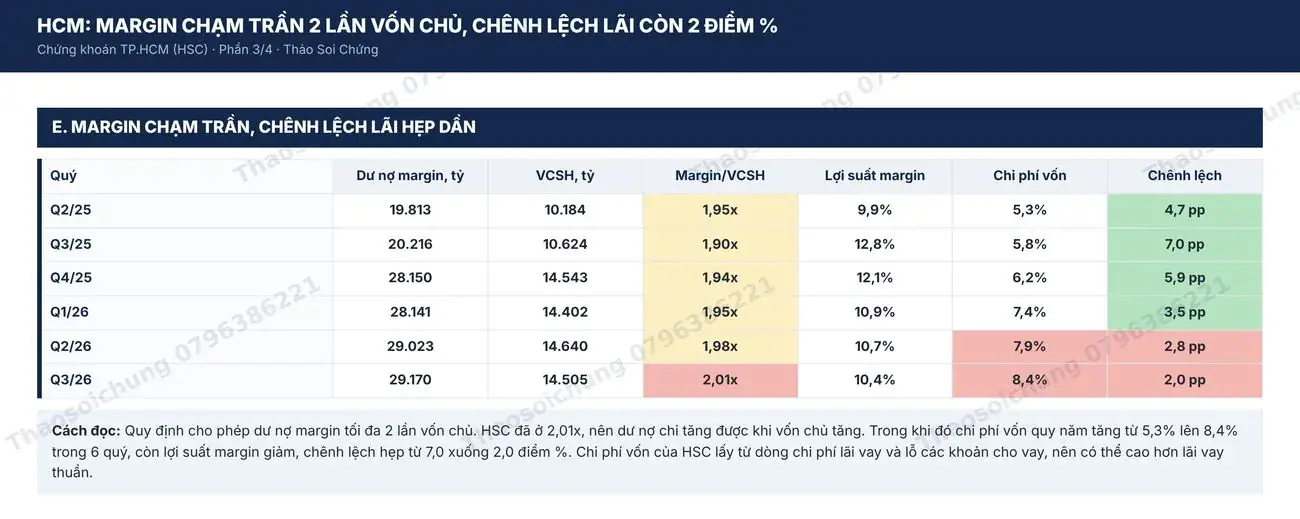 HCM: MARGIN CHẠM TRẦN 2 LẦN VỐN CHỦ, CHÊNH LỆCH LÃI CÒN 2 ĐIỂM %
Chứng khoán TP.HCM (HSC) · Phần 3/4 · Thảo Soi Chứng
E. MARGIN CHẠM TRẦN, CHÊNH LỆCH LÃI HẸP DẦN
Quý Dư nợ margin, tỷ VCSH, tỷ Margin/VCSH Lợi suất margin Chi phí vốn Chênh lệch
Q2/25 19.813 10.184 1,95x 9,9% 5,3% 4,7 pp
Q3/25 20.216 10.624 1,90x 12,8% 5,8% 7,0 pp
Q4/25 28.150 14.543 1,94x 12,1% 6,2% 5,9 pp
Q1/26 28.141 14.402 1,95x 10,9% 7,4% 3,5 pp
Q2/26 29.023 14.640 1,98x 10,7% 7,9% 2,8 pp
Q3/26 29.170 14.505 2,01x 10,4% 8,4% 2,0 pp
Cách đọc: Quy định cho phép dư nợ margin tối đa 2 lần vốn chủ. HSC đã ở 2,01x, nên dư nợ chỉ tăng được khi vốn chủ tăng. Trong khi đó chi phí vốn quy năm tăng từ 5,3% lên 8,4%
trong 6 quý, còn lợi suất margin giảm, chênh lệch hẹp từ 7,0 xuống 2,0 điểm %. Chi phí vốn của HSC lấy từ dòng chi phí lãi vay và lỗ các khoản cho vay, nên có thể cao hơn lãi vay
thuần.
Thaosoichung 0796386221